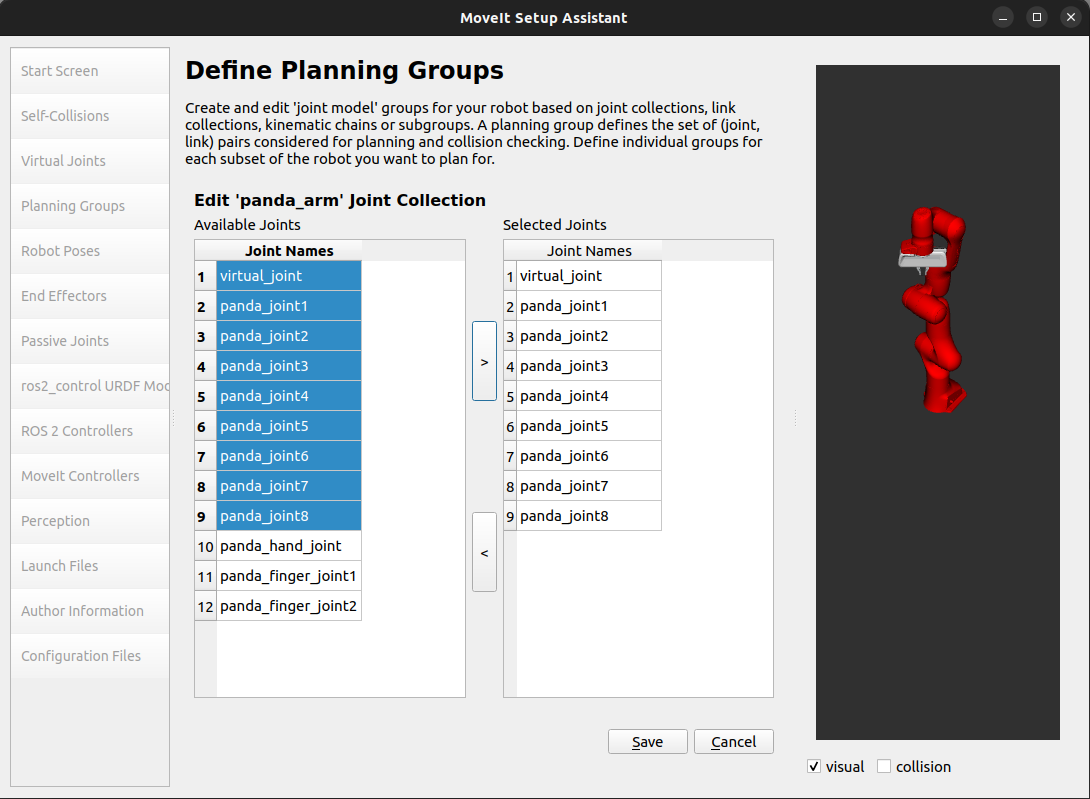 MoveIt Setup Assistant
Start Screen
Self-Collisions
Virtual Joints
Planning Groups
Robot Poses
End Effectors
Passive Joints
ros2_control URDF Mod
ROS 2 Controllers
MoveIt Controllers
Perception
Launch Files
Author Information
Configuration Files
Define Planning Groups
Create and edit 'joint model' groups for your robot based on joint collections, link
collections, kinematic chains or subgroups. A planning group defines the set of (joint,
link) pairs considered for planning and collision checking. Define individual groups for
each subset of the robot you want to plan for.
Edit 'panda_arm' Joint Collection
Available Joints
Joint Names
1 virtual_joint
2 panda_joint1
3 panda_joint2
4 panda_joint3
5 panda_joint4
6 panda_joint5
7 panda_joint6
8 panda_joint7
9 panda_joint8
10 panda_hand_joint
11 panda_finger_joint1
12 panda_finger_joint2
>
<
Selected Joints
Joint Names
1 virtual_joint
2 panda_joint1
3 panda_joint2
4 panda_joint3
5 panda_joint4
6 panda_joint5
7 panda_joint6
8 panda_joint7
9 panda_joint8
Save
Cancel
visual
collision